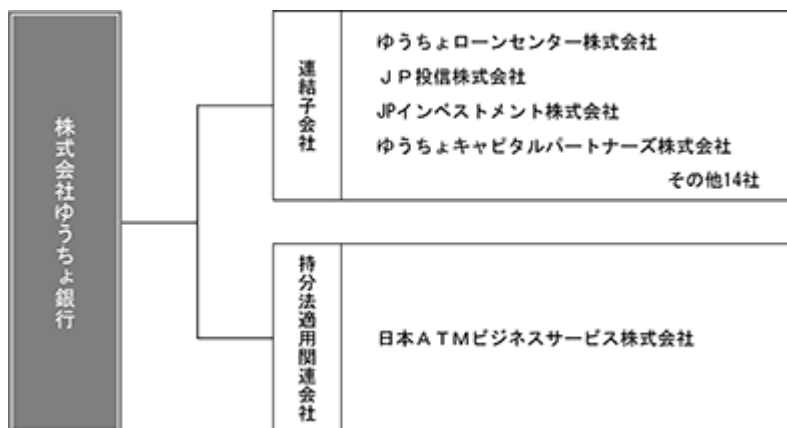 株式会社ゆうちょ銀行
連結子会社
ゆうちょローンセンター株式会社
ＪＰ投信株式会社
JPインベストメント株式会社
ゆうちょキャピタルパートナーズ株式会社
その他14社
持分法適用関連会社
日本ＡＴＭビジネスサービス株式会社